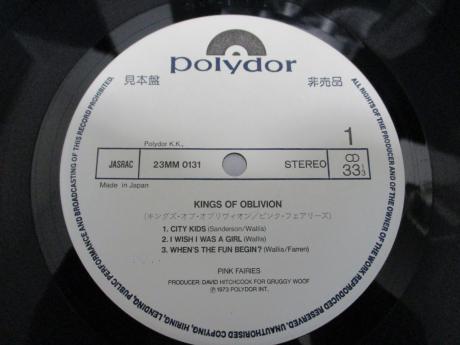 polydor
見本盤
非売品
1
Polydor K.K.,
JASRAC
23MM 0131
STEREO
33 1/3
Made in Japan
KINGS OF OBLIVION
(キングズ・オブ・オブリヴィオン/ピンク・フェアリーズ)
1. CITY KIDS (Sanderson/Wallis)
2. I WISH I WAS A GIRL (Wallis)
3. WHEN'S THE FUN BEGIN? (Wallis/Farren)
PINK FAIRIES
PRODUCER: DAVID HITCHCOCK FOR GRUGGY WOOF
Ⓟ 1973 POLYDOR INT.
ALL RIGHTS OF THE PRODUCER AND OF THE OWNER OF THE WORK REPRODUCED RESERVED. UNAUTHORISED COPYING, HIRING, LENDING, PUBLIC PERFORMANCE AND BROADCASTING OF THIS RECORD PROHIBITED.